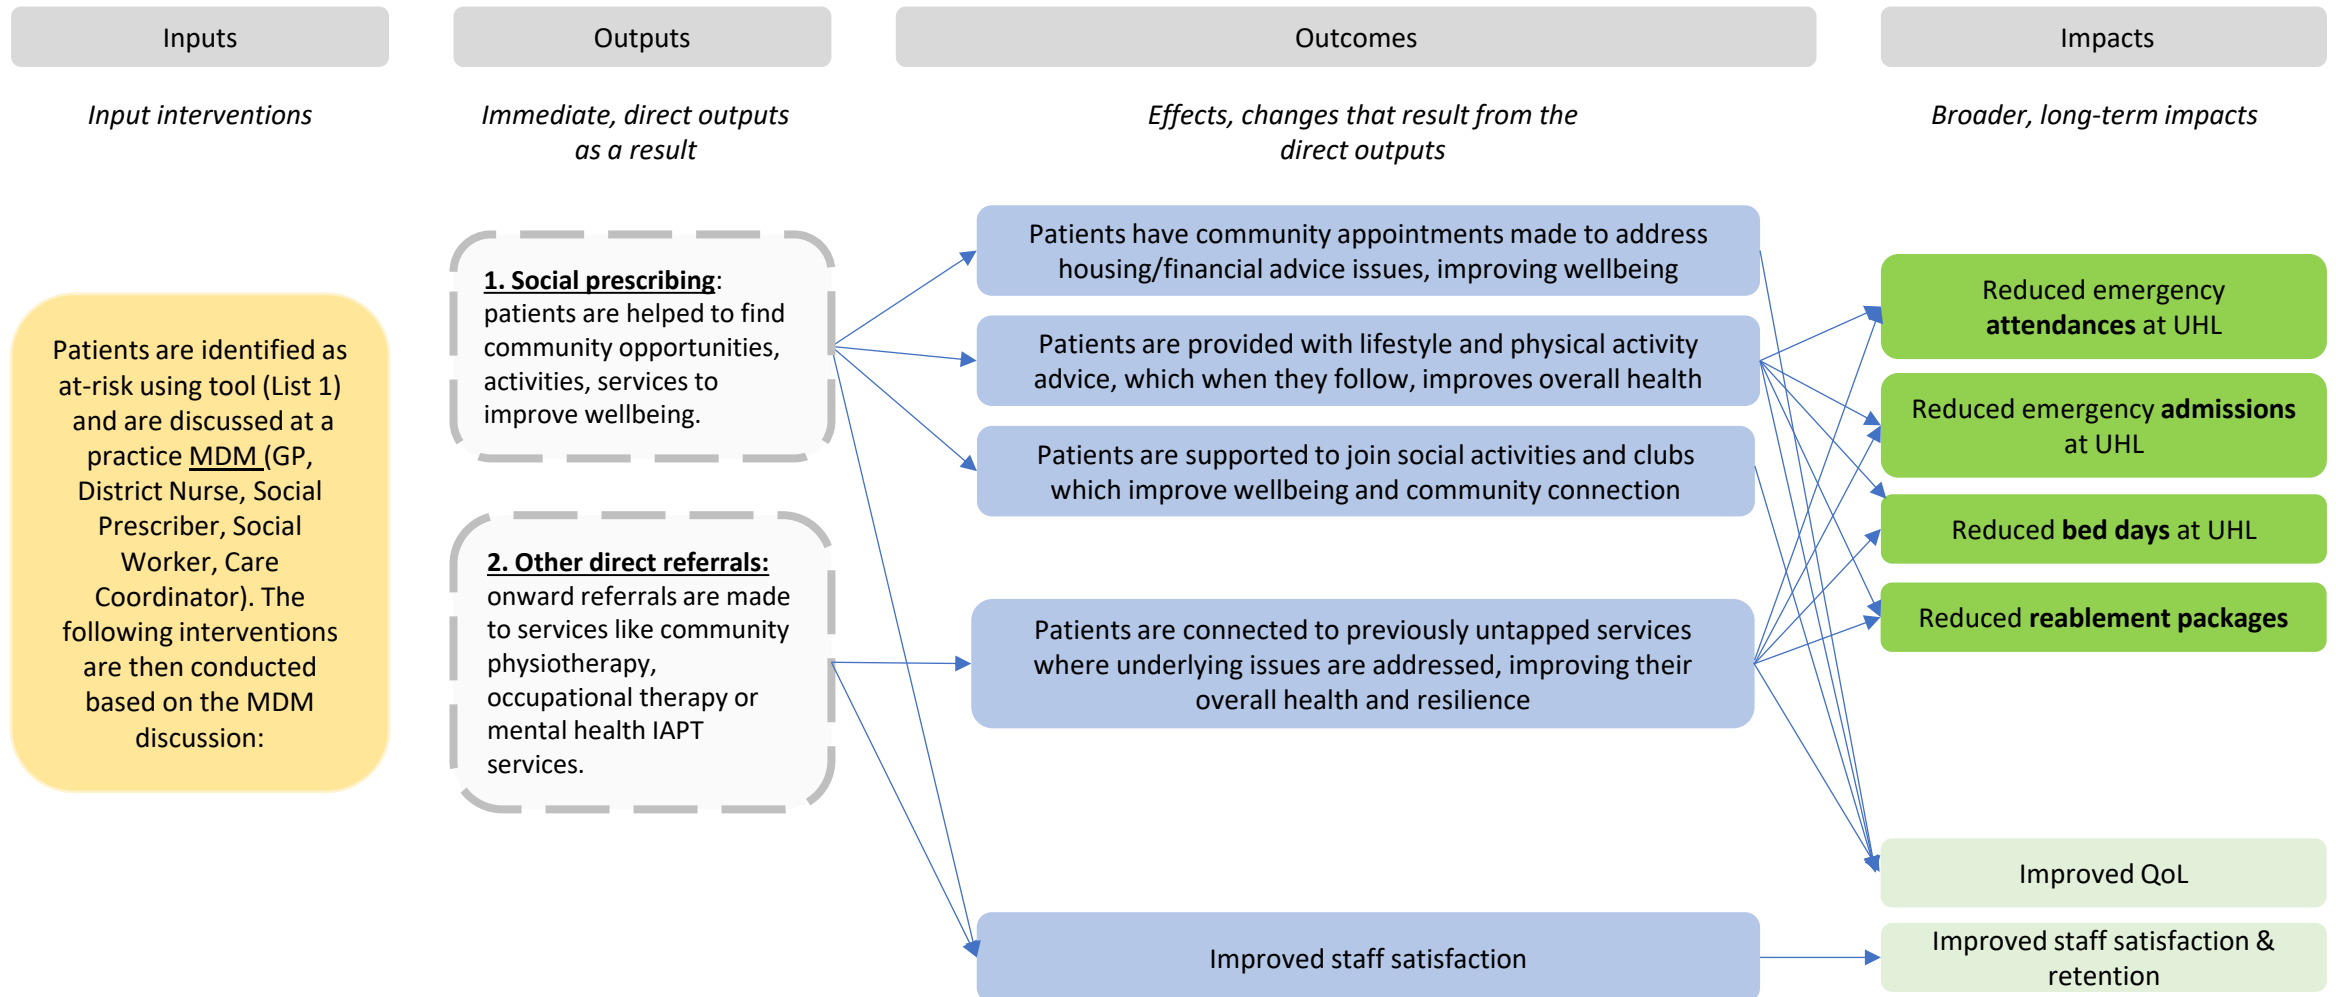 Inputs
Outputs
Outcomes
Impacts
Input interventions
Immediate, direct outputs
as a result
Effects, changes that result from the
direct outputs
Broader, long-term impacts
Patients are identified as
at-risk using tool (List 1)
and are discussed at a
practice MDM (GP,
District Nurse, Social
Prescriber, Social
Worker, Care
Coordinator). The
following interventions
are then conducted
based on the MDM
discussion:
1. Social prescribing:
patients are helped to find
community opportunities,
activities, services to
improve wellbeing.
2. Other direct referrals:
onward referrals are made
to services like community
physiotherapy,
occupational therapy or
mental health IAPT
services.
Patients have community appointments made to address
housing/financial advice issues, improving wellbeing
Patients are provided with lifestyle and physical activity
advice, which when they follow, improves overall health
Patients are supported to join social activities and clubs
which improve wellbeing and community connection
Patients are connected to previously untapped services
where underlying issues are addressed, improving their
overall health and resilience
Improved staff satisfaction
Reduced emergency
attendances at UHL
Reduced emergency admissions
at UHL
Reduced bed days at UHL
Reduced reablement packages
Improved QoL
Improved staff satisfaction &
retention